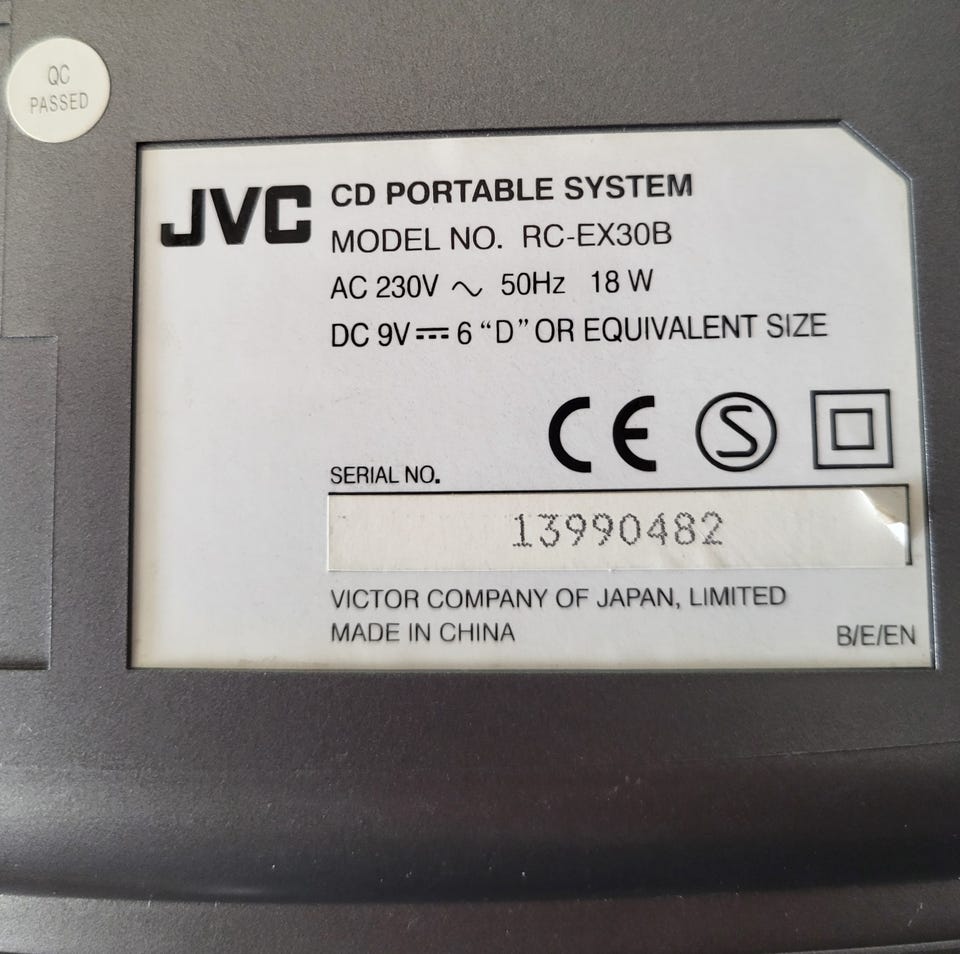 QC
PASSED
JVC CD PORTABLE SYSTEM
MODEL NO. RC-EX30B
AC 230V ~ 50Hz 18 W
DC 9V ⎓ 6 “D” OR EQUIVALENT SIZE
CE S
SERIAL NO.
13990482
VICTOR COMPANY OF JAPAN, LIMITED
MADE IN CHINA
B/E/EN